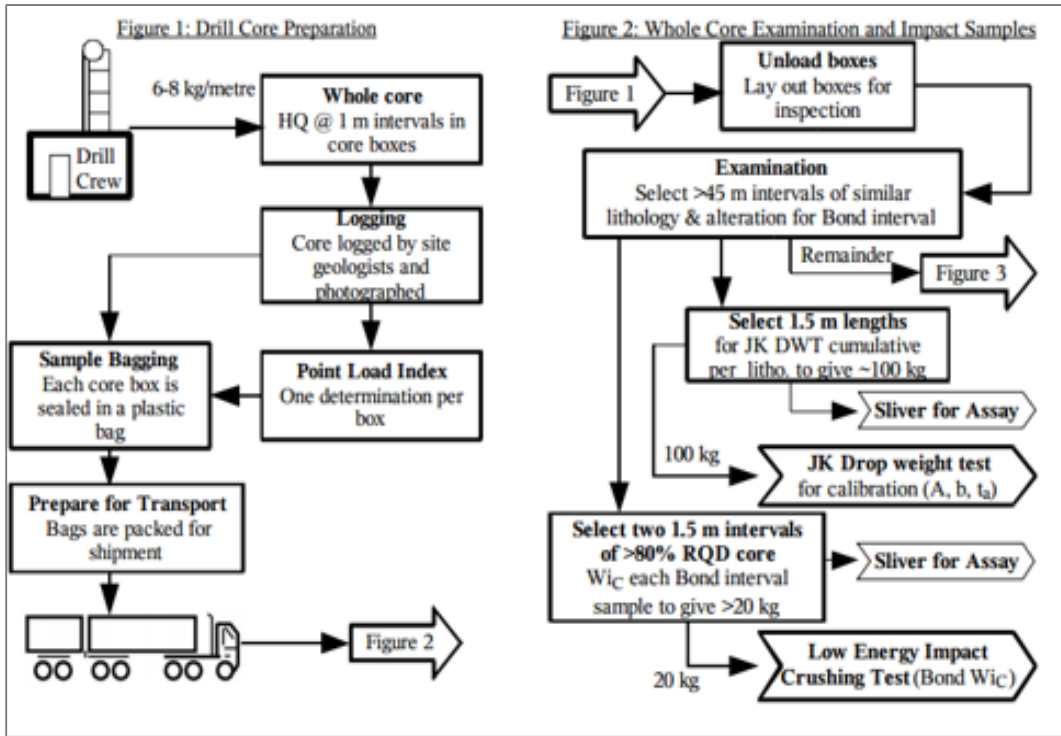 Figure 1: Drill Core Preparation
6-8 kg/metre
Drill
Crew
Whole core
HQ @ 1 m intervals in
core boxes
Logging
Core logged by site
geologists and
photographed
Sample Bagging
Each core box is
sealed in a plastic
bag
Point Load Index
One determination per
box
Prepare for Transport
Bags are packed for
shipment
Figure 2
Figure 2: Whole Core Examination and Impact Samples
Figure 1
Unload boxes
Lay out boxes for
inspection
Examination
Select >45 m intervals of similar
lithology & alteration for Bond interval
Remainder
Figure 3
Select 1.5 m lengths
for JK DWT cumulative
per litho. to give ~100 kg
Sliver for Assay
100 kg
JK Drop weight test
for calibration (A, b, ta)
Select two 1.5 m intervals
of >80% RQD core
WiC each Bond interval
sample to give >20 kg
Sliver for Assay
20 kg
Low Energy Impact
Crushing Test (Bond WiC)